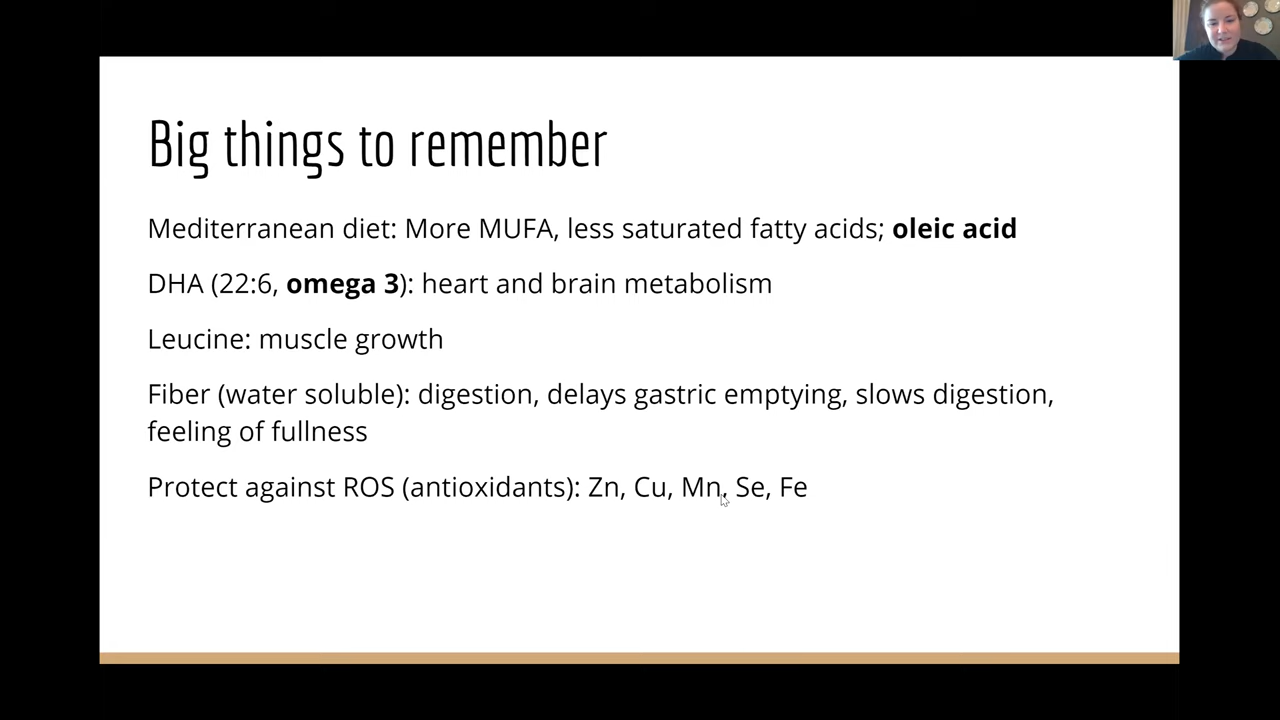 Big things to remember
Mediterranean diet: More MUFA, less saturated fatty acids; oleic acid
DHA (22:6, omega 3): heart and brain metabolism
Leucine: muscle growth
Fiber (water soluble): digestion, delays gastric emptying, slows digestion,
feeling of fullness
Protect against ROS (antioxidants): Zn, Cu, Mn, Se, Fe